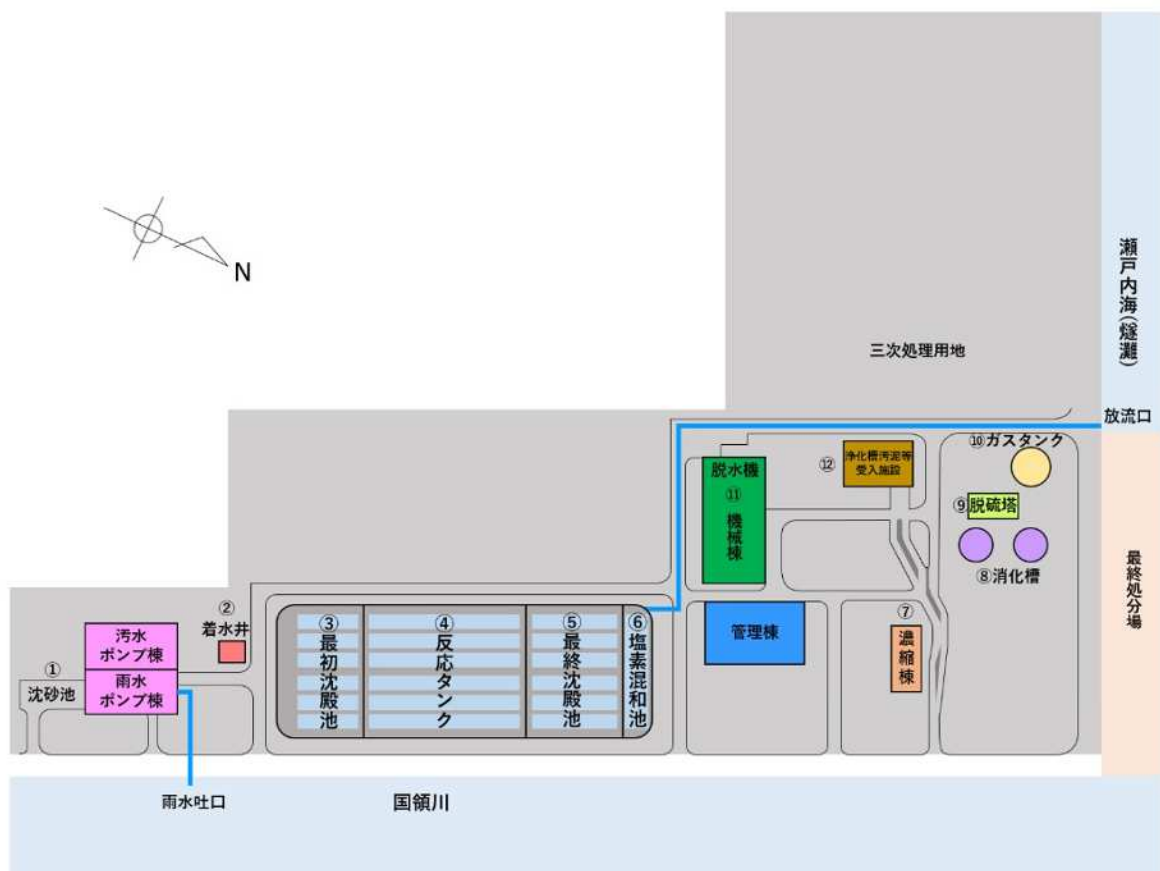 N
瀬戸内海(燧灘)
三次処理用地
放流口
⑩ガスタンク
脱水機
⑪
機械棟
⑫
浄化槽汚泥等
受入施設
⑨脱硫塔
⑧消化槽
最終処分場
②
着水井
汚水
ポンプ棟
①
沈砂池
雨水
ポンプ棟
③最初沈殿池
④反応タンク
⑤最終沈殿池
⑥塩素混和池
管理棟
⑦
濃縮棟
雨水吐口
国領川